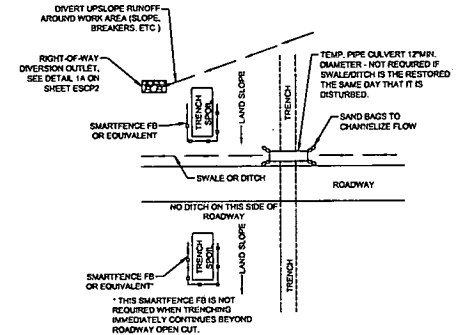 DIVERT UPSLOPE RUNOFF
AROUND WORK AREA (SLOPE,
BREAKERS. ETC )
RIGHT-OF-WAY
DIVERSION OUTLET,
SEE DETAIL 1A ON
SHEET ESCP2
TEMP. PIPE CULVERT 12"MIN.
DIAMETER - NOT REQUIRED IF
SWALE/DITCH IS THE RESTORED
THE SAME DAY THAT IT IS
DISTURBED.
TRENCH
SPOIL
LAND SLOPE
TRENCH
SMARTFENCE FB
OR EQUIVALENT
SAND BAGS TO
CHANNELIZE FLOW
SWALE OR DITCH
ROADWAY
NO DITCH ON THIS SIDE OF
ROADWAY
TRENCH
SPOIL
LAND SLOPE
TRENCH
SMARTFENCE FB
OR EQUIVALENT*
* THIS SMARTFENCE FB IS NOT
REQUIRED WHEN TRENCHING
IMMEDIATELY CONTINUES BEYOND
ROADWAY OPEN CUT.